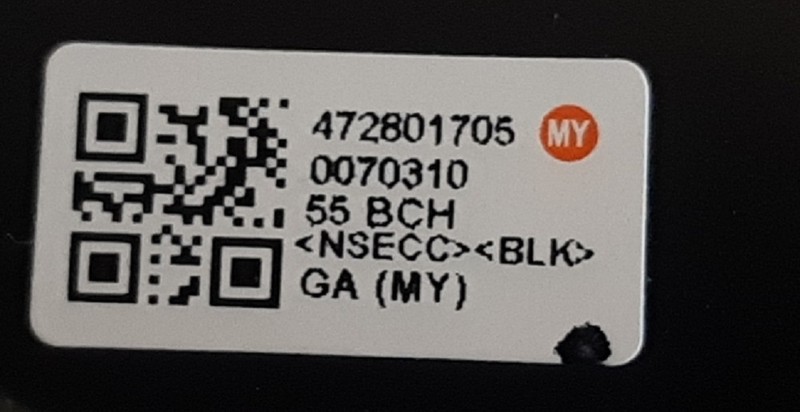 472801705 MY
0070310
55 BCH
<NSECC><BLK>
GA (MY)